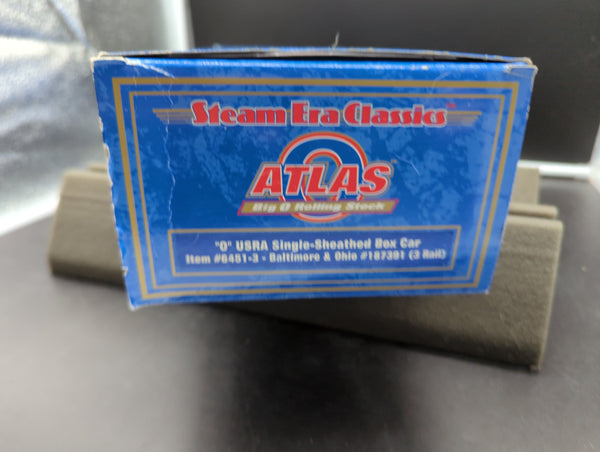 Steam Era Classics™
ATLAS
Big O Rolling Stock
"O" USRA Single-Sheathed Box Car
Item #6451-3 - Baltimore & Ohio #187391 (3 Rail)